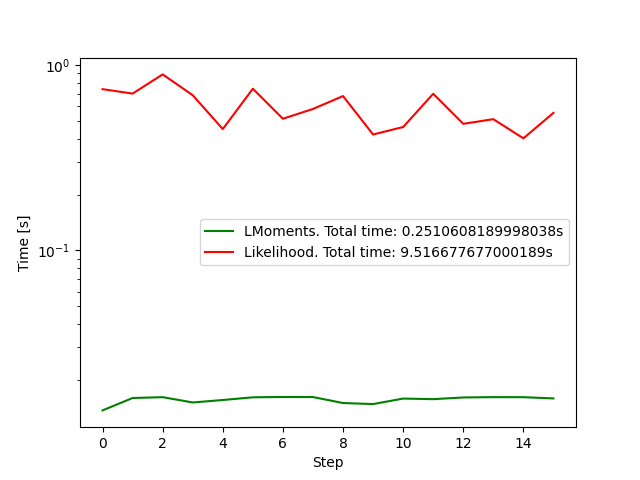 10⁰
10⁻¹
Time [s]
LMoments. Total time: 0.2510608189998038s
Likelihood. Total time: 9.516677677000189s
0 2 4 6 8 10 12 14
Step